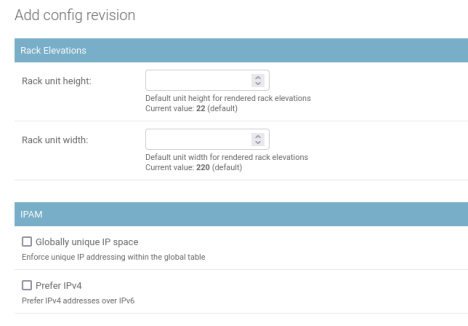 Add config revision
Rack Elevations
Rack unit height:
Default unit height for rendered rack elevations
Current value: 22 (default)
Rack unit width:
Default unit width for rendered rack elevations
Current value: 220 (default)
IPAM
Globally unique IP space
Enforce unique IP addressing within the global table
Prefer IPv4
Prefer IPv4 addresses over IPv6